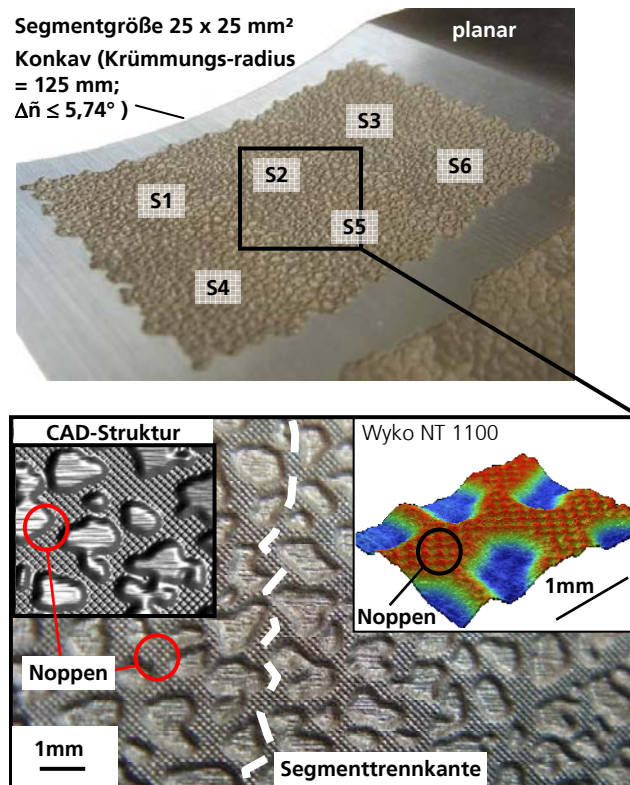 Segmentgröße 25 x 25 mm²
Konkav (Krümmungs-radius
= 125 mm;
Δñ ≤ 5,74° )
planar
S3
S2
S6
S1
S5
S4
CAD-Struktur
Wyko NT 1100
Noppen
1mm
Noppen
1mm
Segmenttrennkante